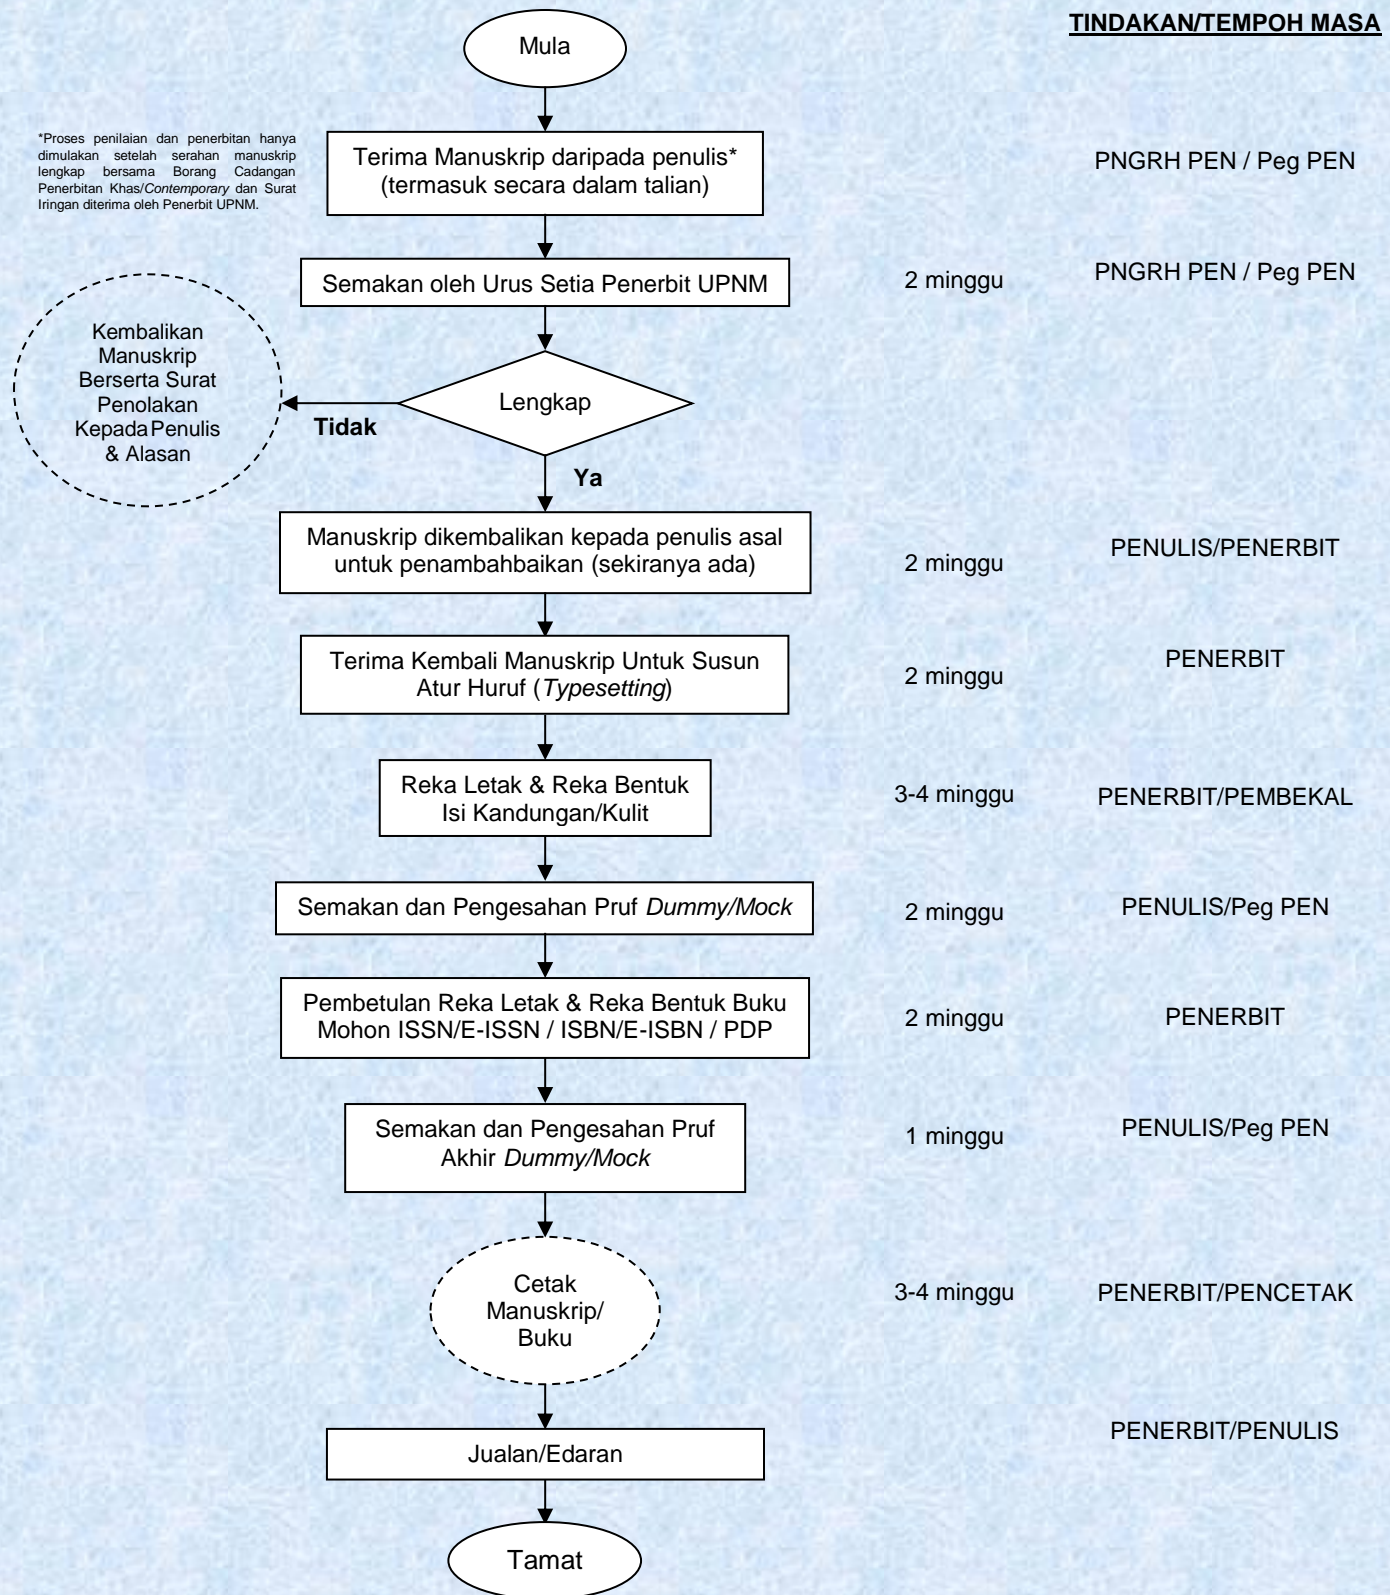 TINDAKAN/TEMPOH MASA
Mula
*Proses penilaian dan penerbitan hanya
dimulakan setelah serahan manuskrip
lengkap bersama Borang Cadangan
Penerbitan Khas/Contemporary dan Surat
Iringan diterima oleh Penerbit UPNM.
Terima Manuskrip daripada penulis*
(termasuk secara dalam talian)
PNGRH PEN / Peg PEN
Semakan oleh Urus Setia Penerbit UPNM
2 minggu
PNGRH PEN / Peg PEN
Kembalikan
Manuskrip
Berserta Surat
Penolakan
Kepada Penulis
& Alasan
Tidak
Lengkap
Ya
Manuskrip dikembalikan kepada penulis asal
untuk penambahbaikan (sekiranya ada)
2 minggu
PENULIS/PENERBIT
Terima Kembali Manuskrip Untuk Susun
Atur Huruf (Typesetting)
2 minggu
PENERBIT
Reka Letak & Reka Bentuk
Isi Kandungan/Kulit
3-4 minggu
PENERBIT/PEMBEKAL
Semakan dan Pengesahan Pruf Dummy/Mock
2 minggu
PENULIS/Peg PEN
Pembetulan Reka Letak & Reka Bentuk Buku
Mohon ISSN/E-ISSN / ISBN/E-ISBN / PDP
2 minggu
PENERBIT
Semakan dan Pengesahan Pruf
Akhir Dummy/Mock
1 minggu
PENULIS/Peg PEN
Cetak
Manuskrip/
Buku
3-4 minggu
PENERBIT/PENCETAK
Jualan/Edaran
PENERBIT/PENULIS
Tamat